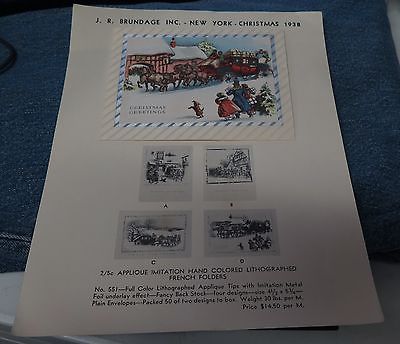 J. R. BRUNDAGE INC. - NEW YORK - CHRISTMAS 1938
CHRISTMAS
GREETINGS
A B
C D
2/5c APPLIQUE IMITATION HAND COLORED LITHOGRAPHED
FRENCH FOLDERS
No. 551—Full Color Lithographed Applique Tips with Imitation Metal
Foil underlay effect—Fancy Back Stock—four designs—size 4½ x 5¾—
Plain Envelopes—Packed 50 of two designs to box. Weight 30 lbs. per M.
Price $14.50 per M.